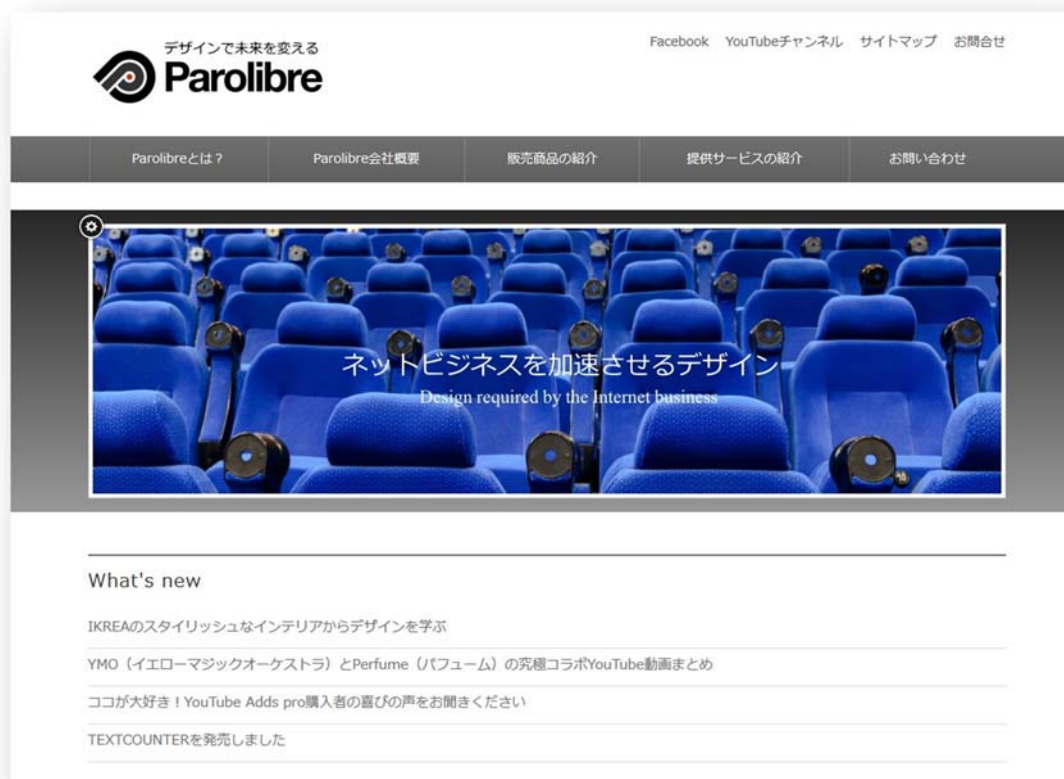 デザインで未来を変える
Parolibre
Facebook YouTubeチャンネル サイトマップ お問合せ
Parolibreとは？ Parolibre会社概要 販売商品の紹介 提供サービスの紹介 お問い合わせ
ネットビジネスを加速させるデザイン
Design required by the Internet business
What's new
IKREAのスタイリッシュなインテリアからデザインを学ぶ
YMO（イエローマジックオーケストラ）とPerfume（パフューム）の究極コラボYouTube動画まとめ
ココが大好き！YouTube Adds pro購入者の喜びの声をお聞きください
TEXTCOUNTERを発売しました